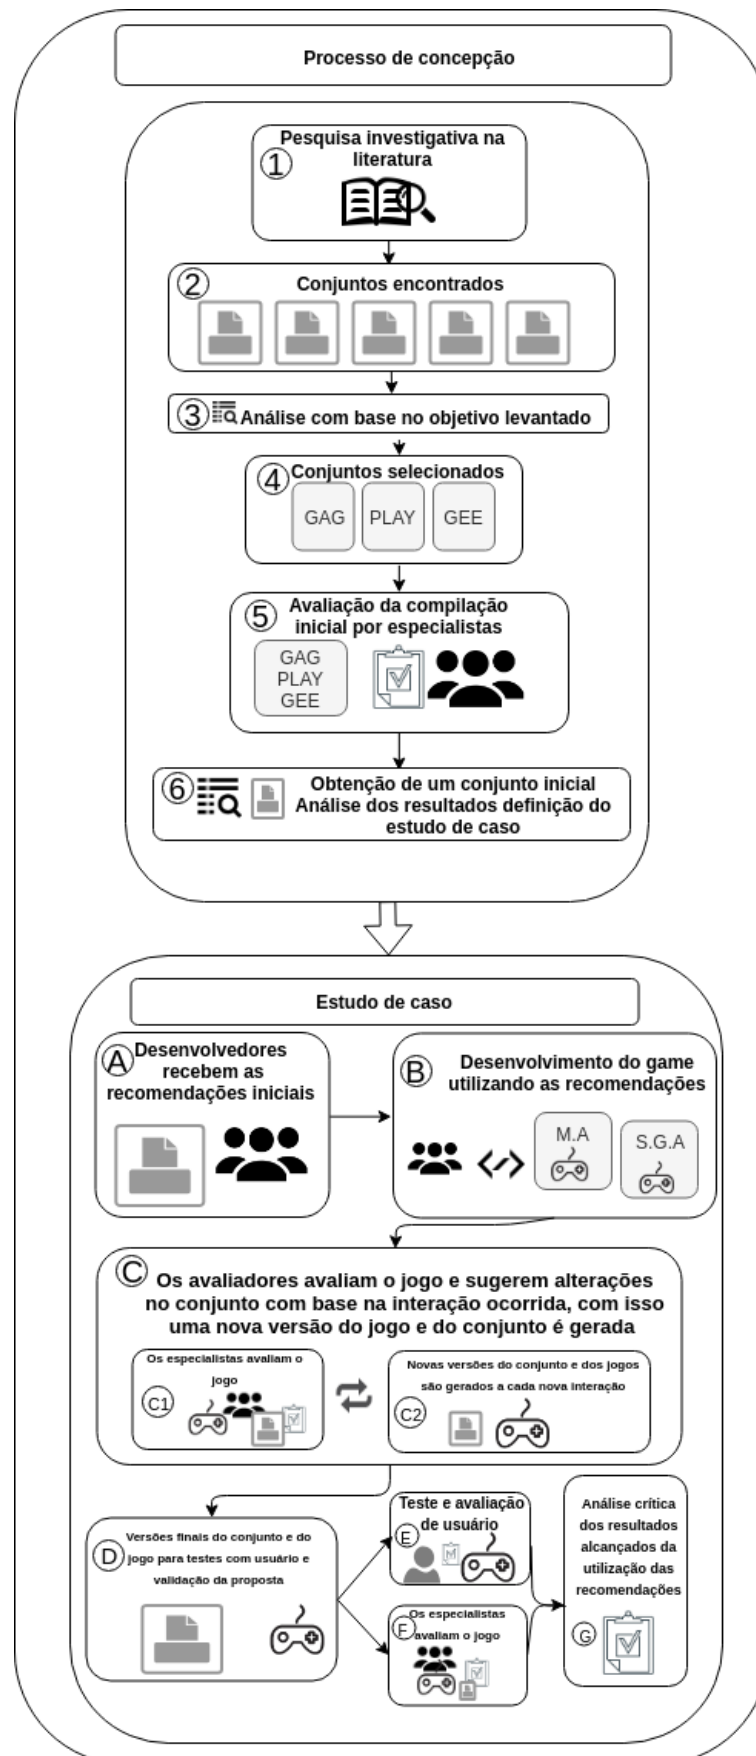 Processo de concepção
Pesquisa investigativa na
literatura
1
2
Conjuntos encontrados
3
Análise com base no objetivo levantado
4
Conjuntos selecionados
GAG
PLAY
GEE
5
Avaliação da compilação
inicial por especialistas
GAG
PLAY
GEE
6
Obtenção de um conjunto inicial
Análise dos resultados definição do
estudo de caso
Estudo de caso
A
Desenvolvedores
recebem as
recomendações iniciais
B
Desenvolvimento do game
utilizando as recomendações
M.A
S.G.A
C
Os avaliadores avaliam o jogo e sugerem alterações
no conjunto com base na interação ocorrida, com isso
uma nova versão do jogo e do conjunto é gerada
Os especialistas avaliam o
jogo
C1
Novas versões do conjunto e dos jogos
são gerados a cada nova interação
C2
D
Versões finais do conjunto e do
jogo para testes com usuário e
validação da proposta
Teste e avaliação
de usuário
E
F
Os especialistas
avaliam o jogo
Análise crítica
dos resultados
alcançados da
utilização das
recomendações
G